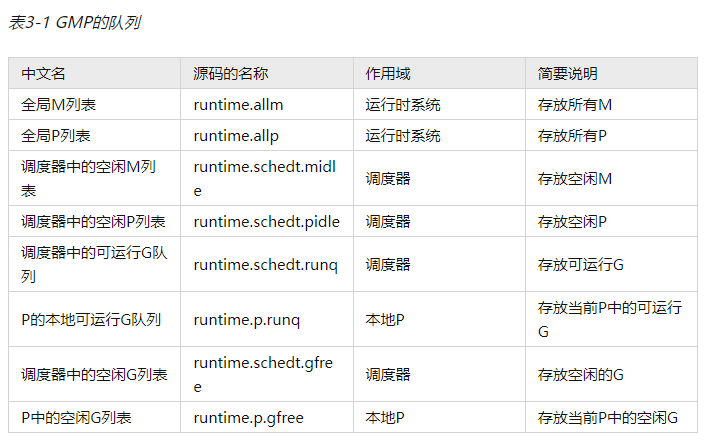 表3-1 GMP的队列
中文名 源码的名称 作用域 简要说明
全局M列表 runtime.allm 运行时系统 存放所有M
全局P列表 runtime.allp 运行时系统 存放所有P
调度器中的空闲M列
表
runtime.schedt.midl
e
调度器
存放空闲M
调度器中的空闲P列表 runtime.schedt.pidle 调度器 存放空闲P
调度器中的可运行G队
列
runtime.schedt.runq
调度器
存放可运行G
P的本地可运行G队列
runtime.p.runq
本地P
存放当前P中的可运行
G
调度器中的空闲G列表
runtime.schedt.gfre
e
调度器
存放空闲的G
P中的空闲G列表 runtime.p.gfree 本地P 存放当前P中的空闲G